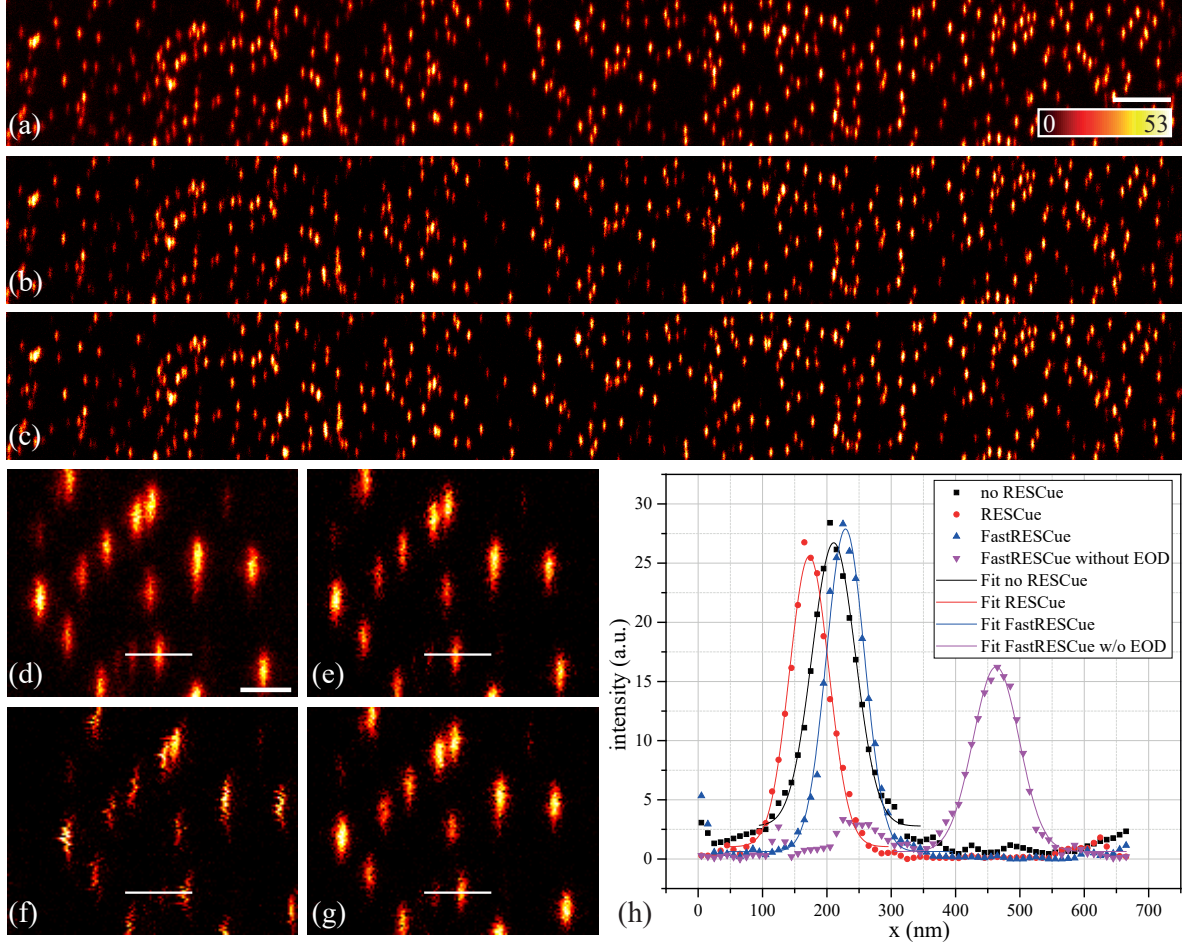 (a)
0 53
(b)
(c)
(d)
(e)
(f)
(g)
(h)
no RESCue
RESCue
FastRESCue
FastRESCue without EOD
Fit no RESCue
Fit RESCue
Fit FastRESCue
Fit FastRESCue w/o EOD
intensity (a.u.)
30
25
20
15
10
5
0
0 100 200 300 400 500 600 700
x (nm)